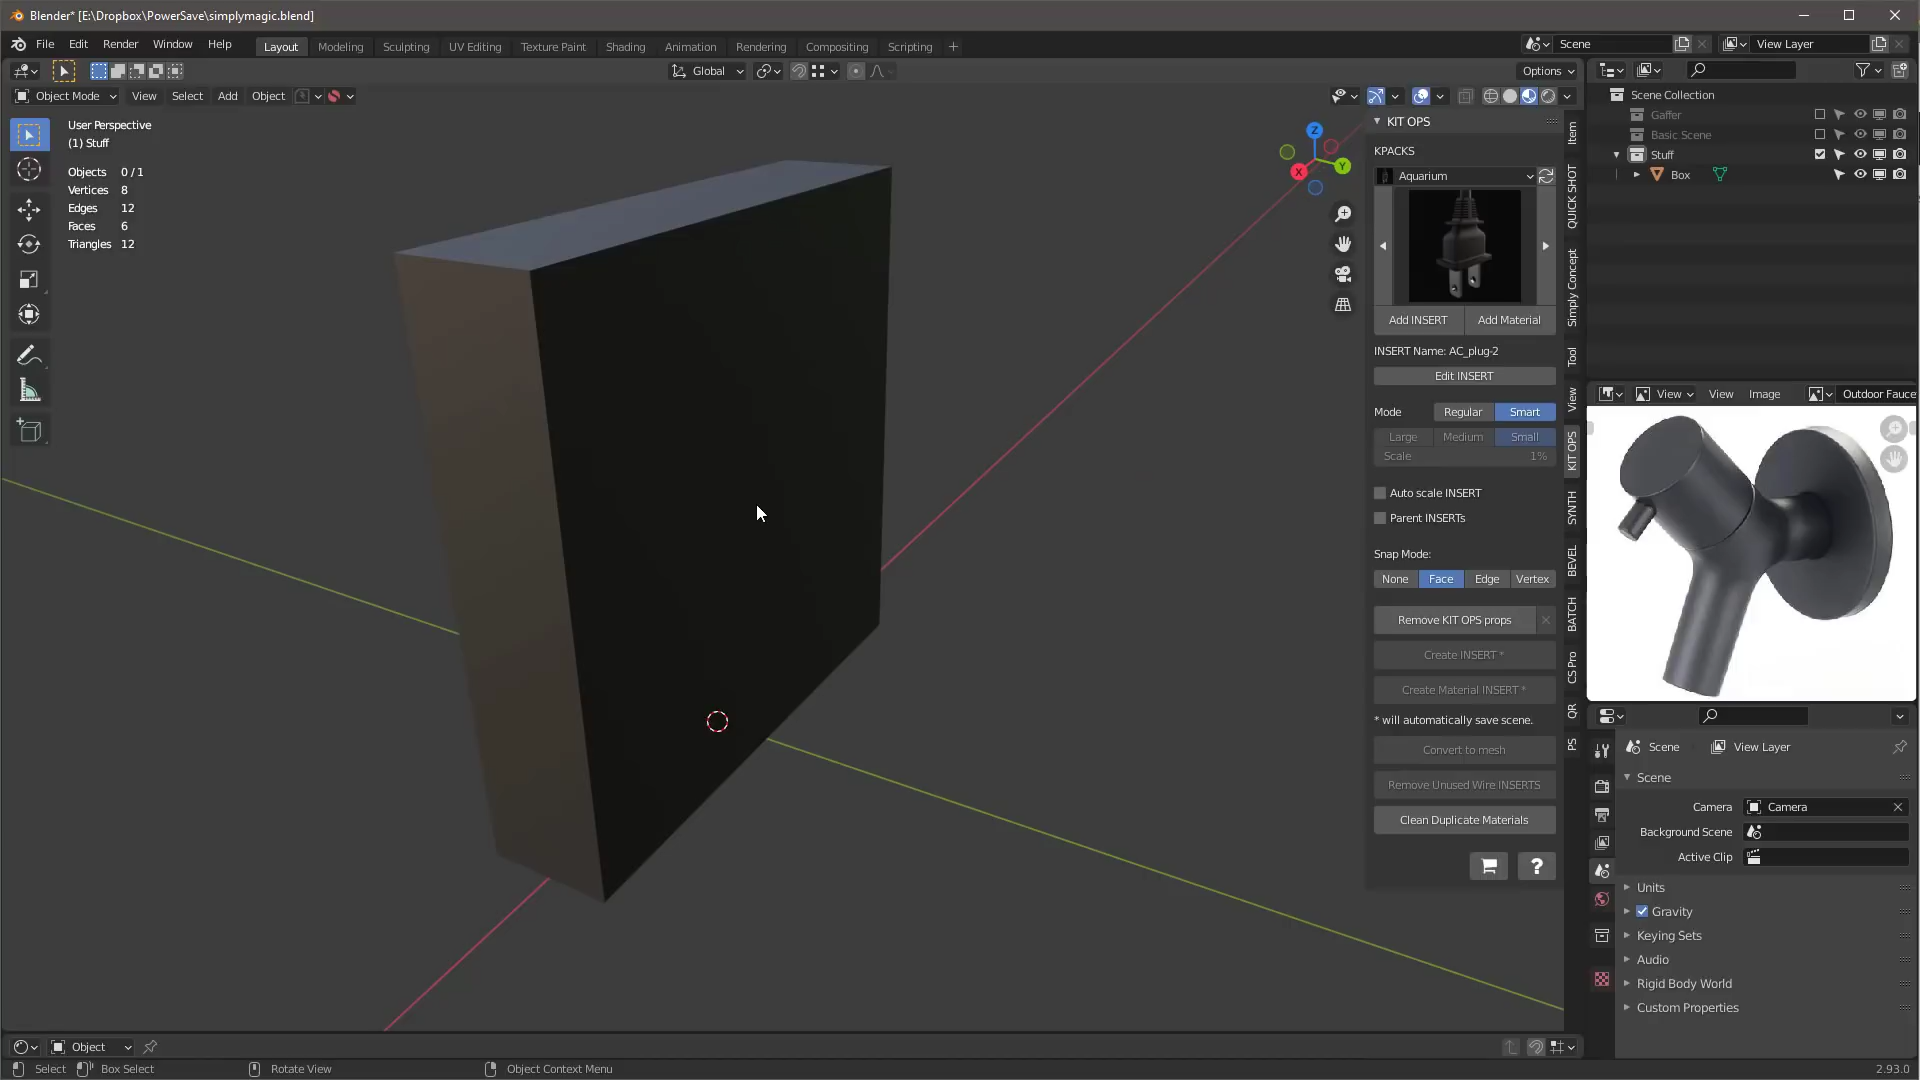 Blender* [E:\Dropbox\PowerSave\simplymagic.blend]
File Edit Render Window Help
Layout Modeling Sculpting UV Editing Texture Paint Shading Animation Rendering Compositing Scripting +
Scene
View Layer
Global
Options
Object Mode View Select Add Object
User Perspective
(1) Stuff
Objects 0 / 1
Vertices 8
Edges 12
Faces 6
Triangles 12
Z
Y
X
KIT OPS
KPACKS
Aquarium
Add INSERT Add Material
INSERT Name: AC_plug-2
Edit INSERT
Mode Regular Smart
Large Medium Small
Scale 1%
Auto scale INSERT
Parent INSERTs
Snap Mode:
None Face Edge Vertex
Remove KIT OPS props
Create INSERT *
Create Material INSERT *
* will automatically save scene.
Convert to mesh
Remove Unused Wire INSERTS
Clean Duplicate Materials
?
Item
QUICK SHOT
Simply Concept
Tool
View
KIT OPS
SYNTH
BEVEL
BATCH
CS Pro
QR
PS
Scene Collection
Gaffer
Basic Scene
Stuff
Box
View View Image Outdoor Fauce
Scene View Layer
Scene
Camera Camera
Background Scene
Active Clip
Units
Gravity
Keying Sets
Audio
Rigid Body World
Custom Properties
Object
Select Box Select Rotate View Object Context Menu 2.93.0